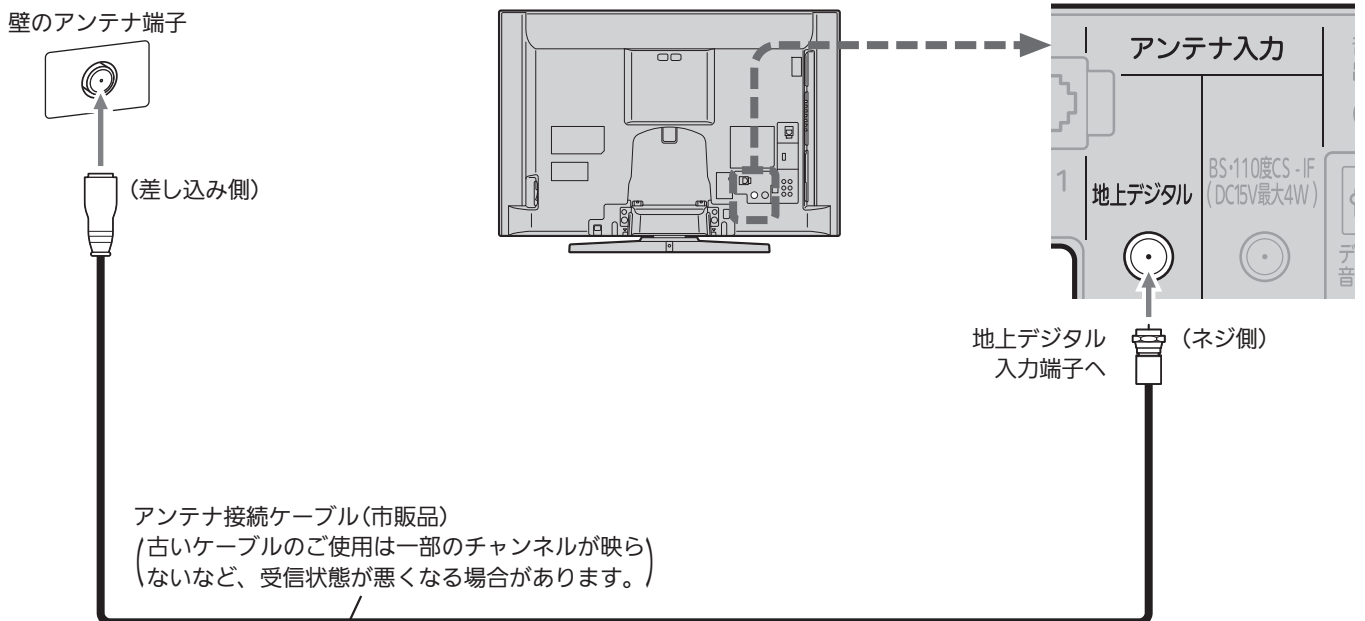 壁のアンテナ端子
(差し込み側)
アンテナ入力
1
地上デジタル
BS・110度CS-IF
(DC15V最大4W)
地上デジタル
入力端子へ
(ネジ側)
アンテナ接続ケーブル(市販品)
(古いケーブルのご使用は一部のチャンネルが映ら
ないなど、受信状態が悪くなる場合があります。)
デ
音